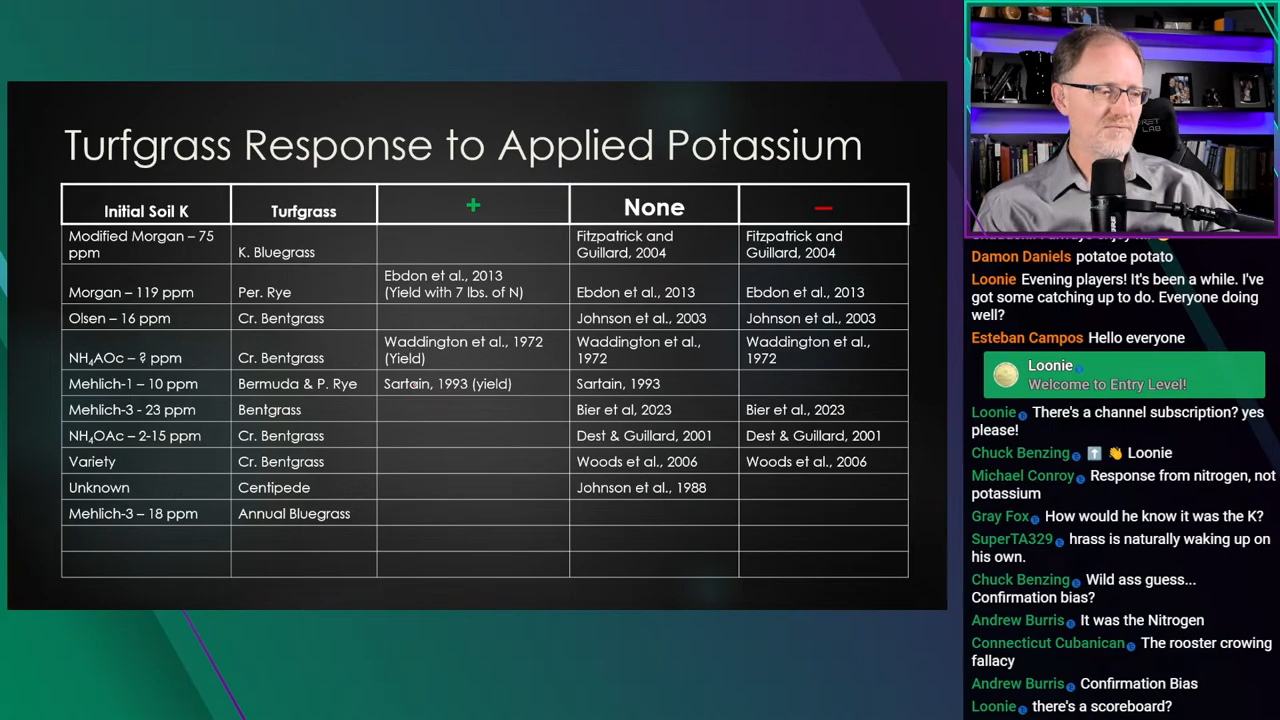 Turfgrass Response to Applied Potassium
Initial Soil K
Turfgrass
+
None
–
Modified Morgan – 75
ppm
K. Bluegrass
Fitzpatrick and
Guillard, 2004
Fitzpatrick and
Guillard, 2004
Morgan – 119 ppm
Per. Rye
Ebdon et al., 2013
(Yield with 7 lbs. of N)
Ebdon et al., 2013
Ebdon et al., 2013
Olsen – 16 ppm
Cr. Bentgrass
Johnson et al., 2003
Johnson et al., 2003
NH₄AOc – ? ppm
Cr. Bentgrass
Waddington et al., 1972
(Yield)
Waddington et al.,
1972
Waddington et al.,
1972
Mehlich-1 – 10 ppm
Bermuda & P. Rye
Sartain, 1993 (yield)
Sartain, 1993
Mehlich-3 - 23 ppm
Bentgrass
Bier et al, 2023
Bier et al., 2023
NH₄OAc – 2-15 ppm
Cr. Bentgrass
Dest & Guillard, 2001
Dest & Guillard, 2001
Variety
Cr. Bentgrass
Woods et al., 2006
Woods et al., 2006
Unknown
Centipede
Johnson et al., 1988
Mehlich-3 – 18 ppm
Annual Bluegrass
Damon Daniels potatoe potato
Loonie Evening players! It's been a while. I've
got some catching up to do. Everyone doing
well?
Esteban Campos Hello everyone
Loonie
Welcome to Entry Level!
Loonie There's a channel subscription? yes
please!
Chuck Benzing ⬆️ 👏 Loonie
Michael Conroy Response from nitrogen, not
potassium
Gray Fox How would he know it was the K?
SuperTA329 hrass is naturally waking up on
his own.
Chuck Benzing Wild ass guess...
Confirmation bias?
Andrew Burris It was the Nitrogen
Connecticut Cubanican The rooster crowing
fallacy
Andrew Burris Confirmation Bias
Loonie there's a scoreboard?